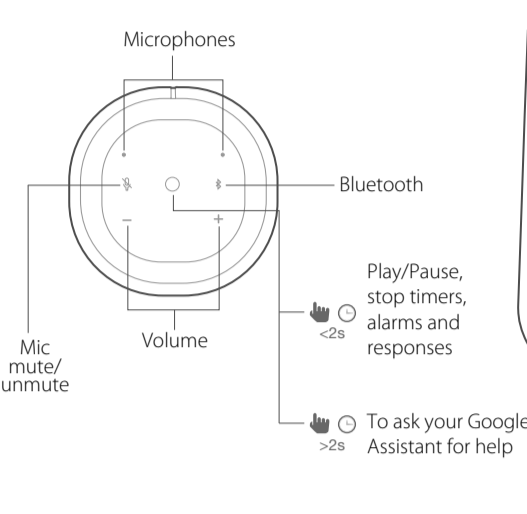 Microphones
Bluetooth
Play/Pause,
stop timers,
alarms and
responses
<2s
Volume
Mic
mute/
unmute
To ask your Google
Assistant for help
>2s